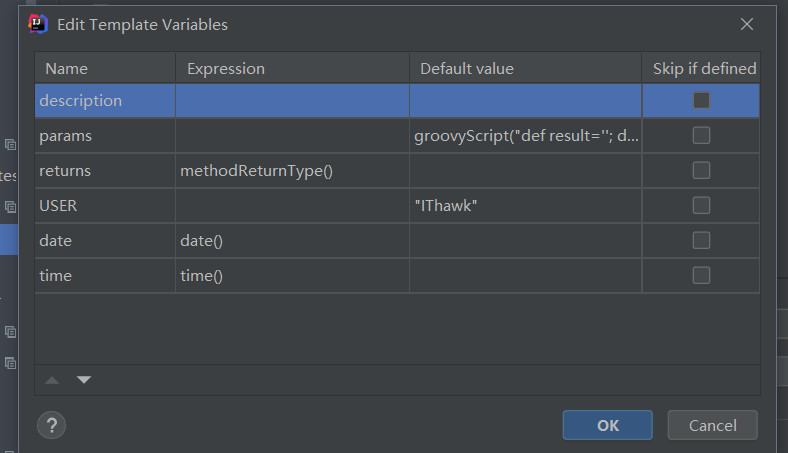 Edit Template Variables
Name Expression Default value Skip if defined
description
params groovyScript("def result=''; d...
tes
returns methodReturnType()
USER "IThawk"
date date()
time time()
? OK Cancel